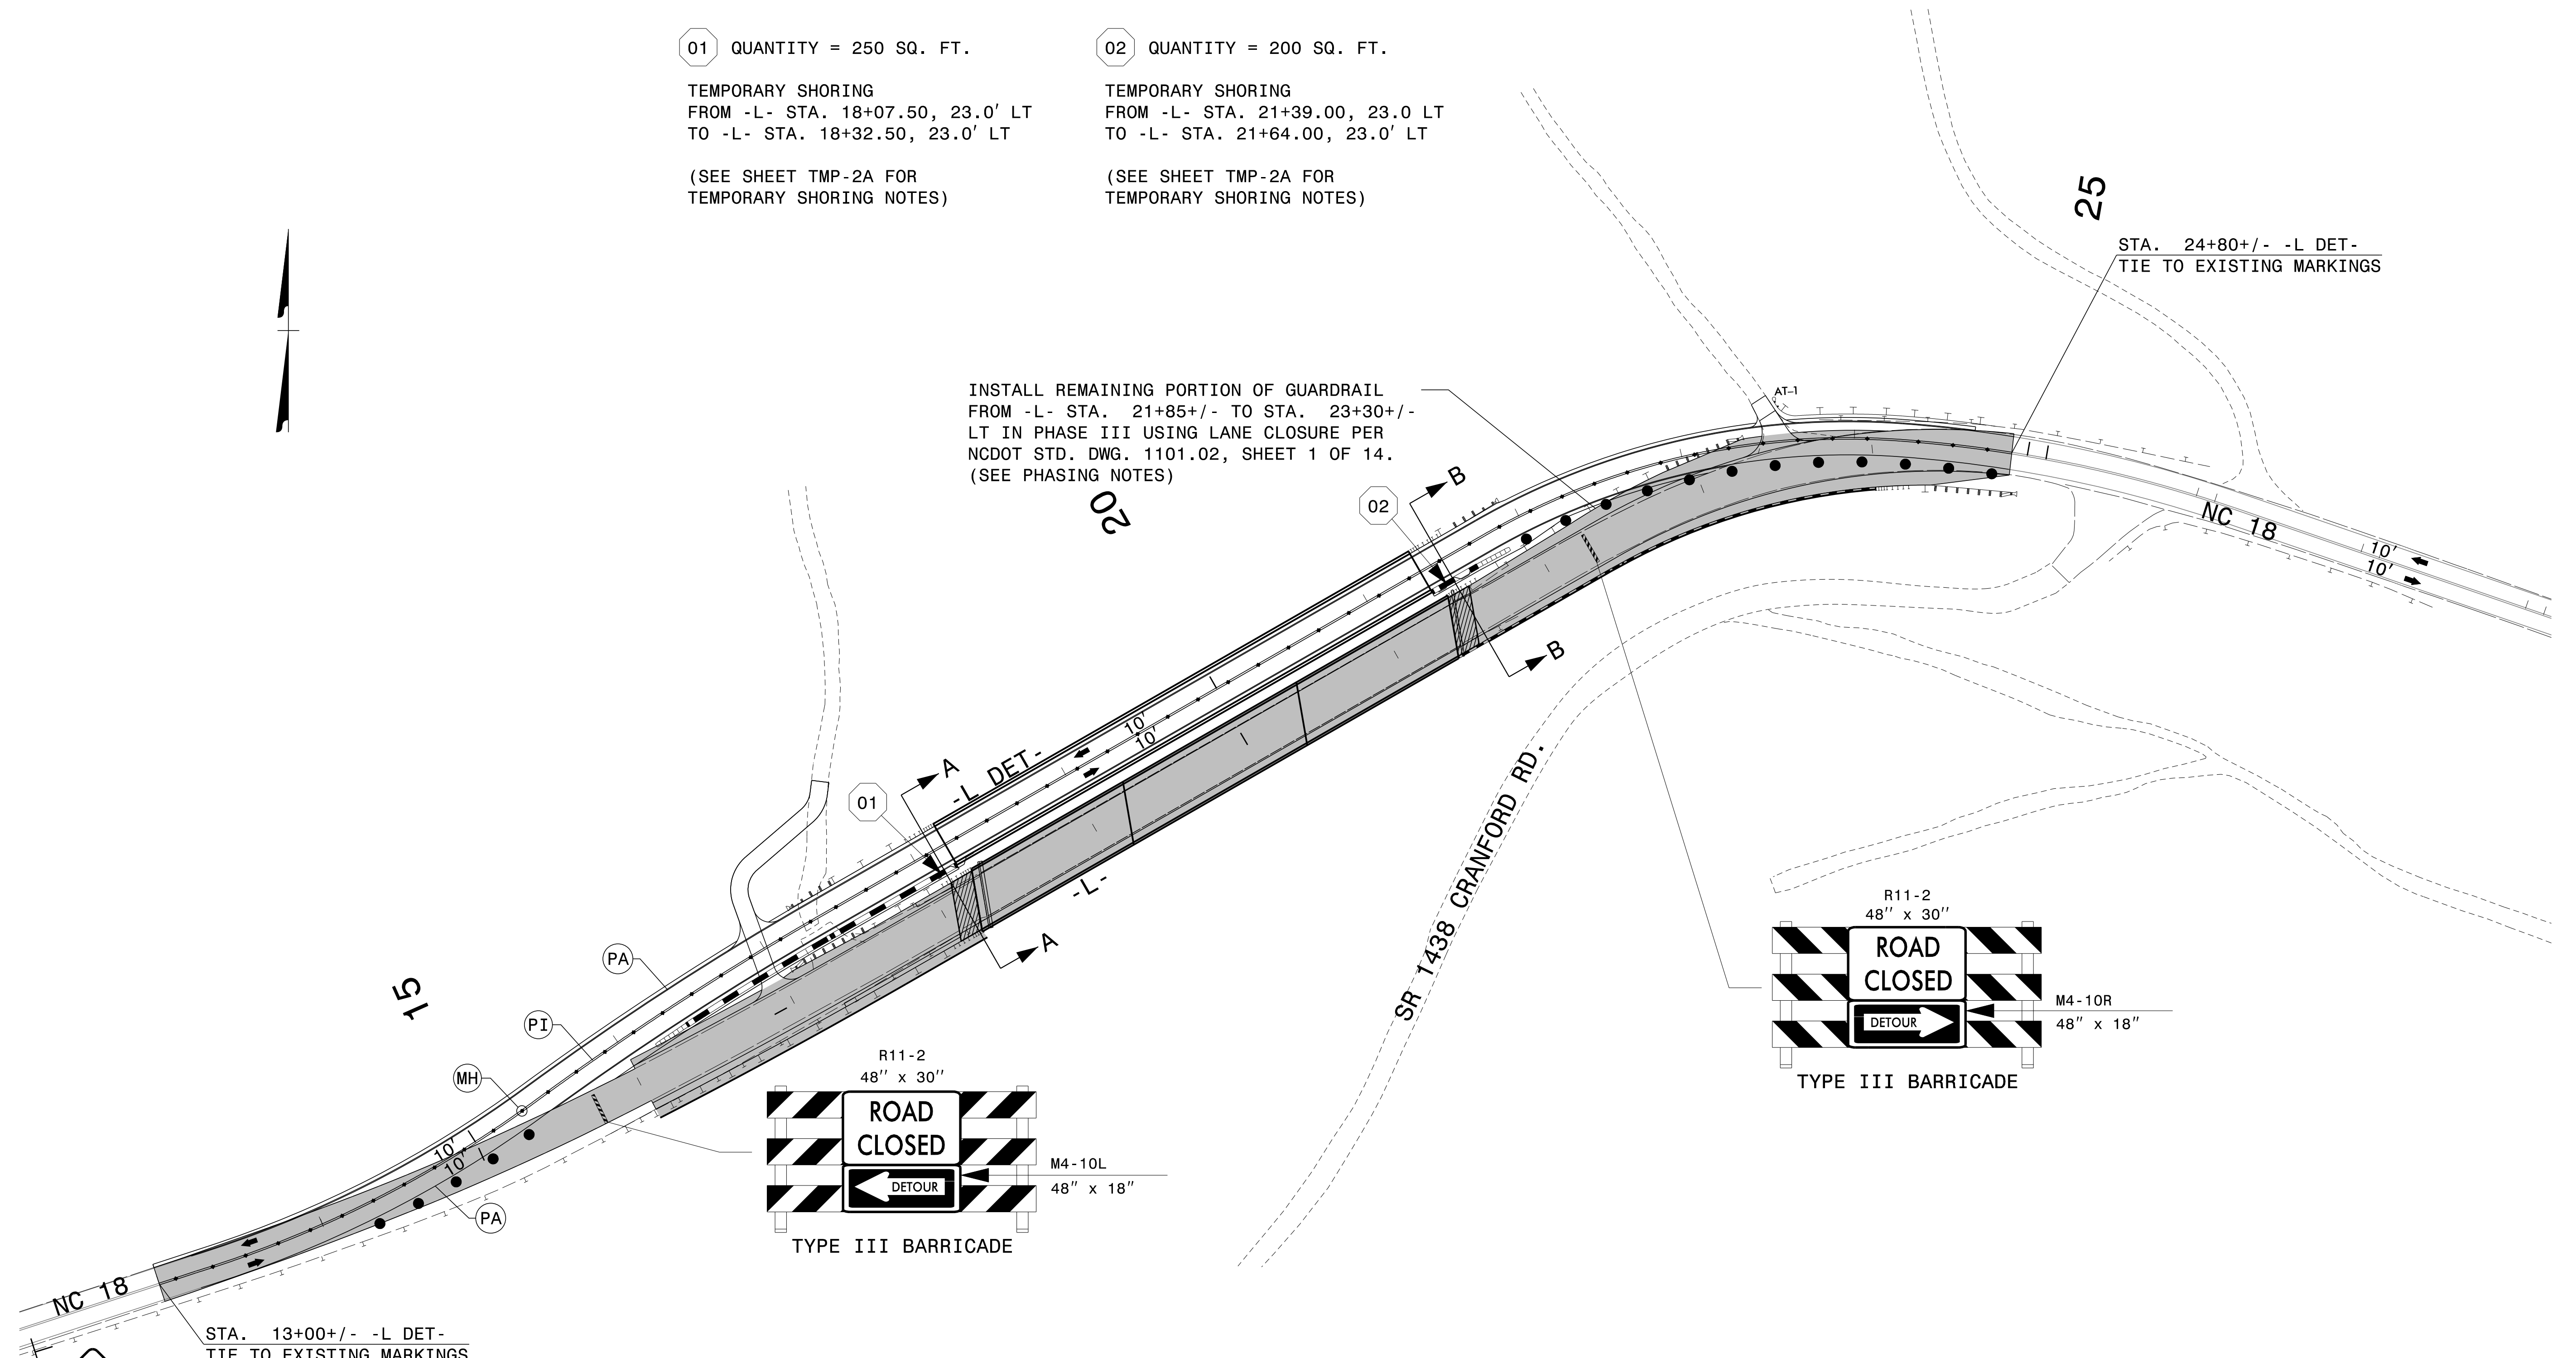 01 QUANTITY = 250 SQ. FT.
TEMPORARY SHORING
FROM -L- STA. 18+07.50, 23.0' LT
TO -L- STA. 18+32.50, 23.0' LT
(SEE SHEET TMP-2A FOR
TEMPORARY SHORING NOTES)
02 QUANTITY = 200 SQ. FT.
TEMPORARY SHORING
FROM -L- STA. 21+39.00, 23.0 LT
TO -L- STA. 21+64.00, 23.0' LT
(SEE SHEET TMP-2A FOR
TEMPORARY SHORING NOTES)
25
STA. 24+80+/- -L DET-
TIE TO EXISTING MARKINGS
INSTALL REMAINING PORTION OF GUARDRAIL
FROM -L- STA. 21+85+/- TO STA. 23+30+/-
LT IN PHASE III USING LANE CLOSURE PER
NCDOT STD. DWG. 1101.02, SHEET 1 OF 14.
(SEE PHASING NOTES)
AT-1
20
B
02
NC 18
10'
10'
B
10'
10'
-L DET-
A
01
-L-
A
SR 1438 CRANFORD RD.
PA
15
PI
MH
10'
10'
PA
R11-2
48" x 30"
ROAD
CLOSED
DETOUR
M4-10R
48" x 18"
TYPE III BARRICADE
R11-2
48" x 30"
ROAD
CLOSED
DETOUR
M4-10L
48" x 18"
TYPE III BARRICADE
NC 18
STA. 13+00+/- -L DET-
TIE TO EXISTING MARKINGS